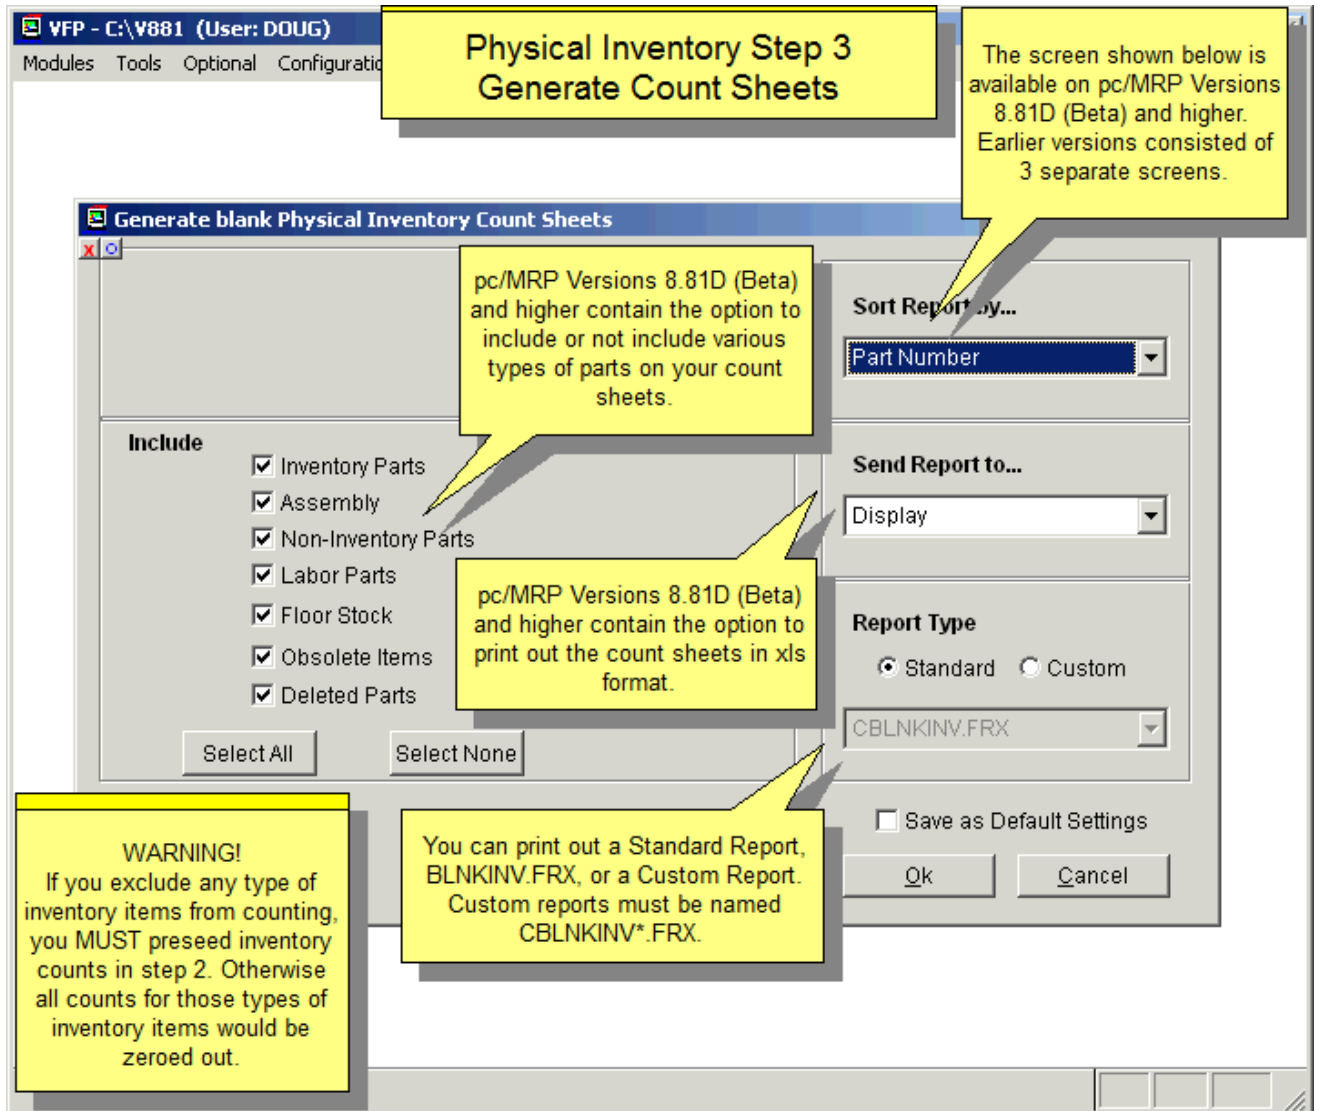 VFP - C:\V881 (User: DOUG)
Modules Tools Optional Configuratio
Physical Inventory Step 3
Generate Count Sheets
The screen shown below is
available on pc/MRP Versions
8.81D (Beta) and higher.
Earlier versions consisted of
3 separate screens.
Generate blank Physical Inventory Count Sheets
pc/MRP Versions 8.81D (Beta)
and higher contain the option to
include or not include various
types of parts on your count
sheets.
Sort Report by...
Part Number
Include
Inventory Parts
Assembly
Non-Inventory Parts
Labor Parts
Floor Stock
Obsolete Items
Deleted Parts
Select All Select None
Send Report to...
Display
pc/MRP Versions 8.81D (Beta)
and higher contain the option to
print out the count sheets in xls
format.
Report Type
Standard Custom
CBLNKINV.FRX
WARNING!
If you exclude any type of
inventory items from counting,
you MUST preseed inventory
counts in step 2. Otherwise
all counts for those types of
inventory items would be
zeroed out.
You can print out a Standard Report,
BLNKINV.FRX, or a Custom Report.
Custom reports must be named
CBLNKINV*.FRX.
Save as Default Settings
Ok Cancel